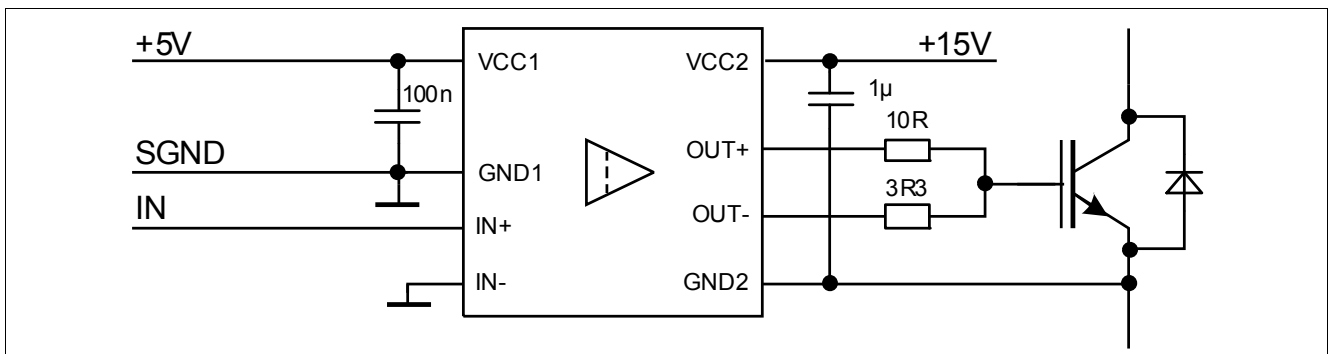 +5V
VCC1
VCC2
+15V
100n
1µ
10R
SGND
GND1
OUT+
3R3
IN
IN+
OUT-
IN-
GND2